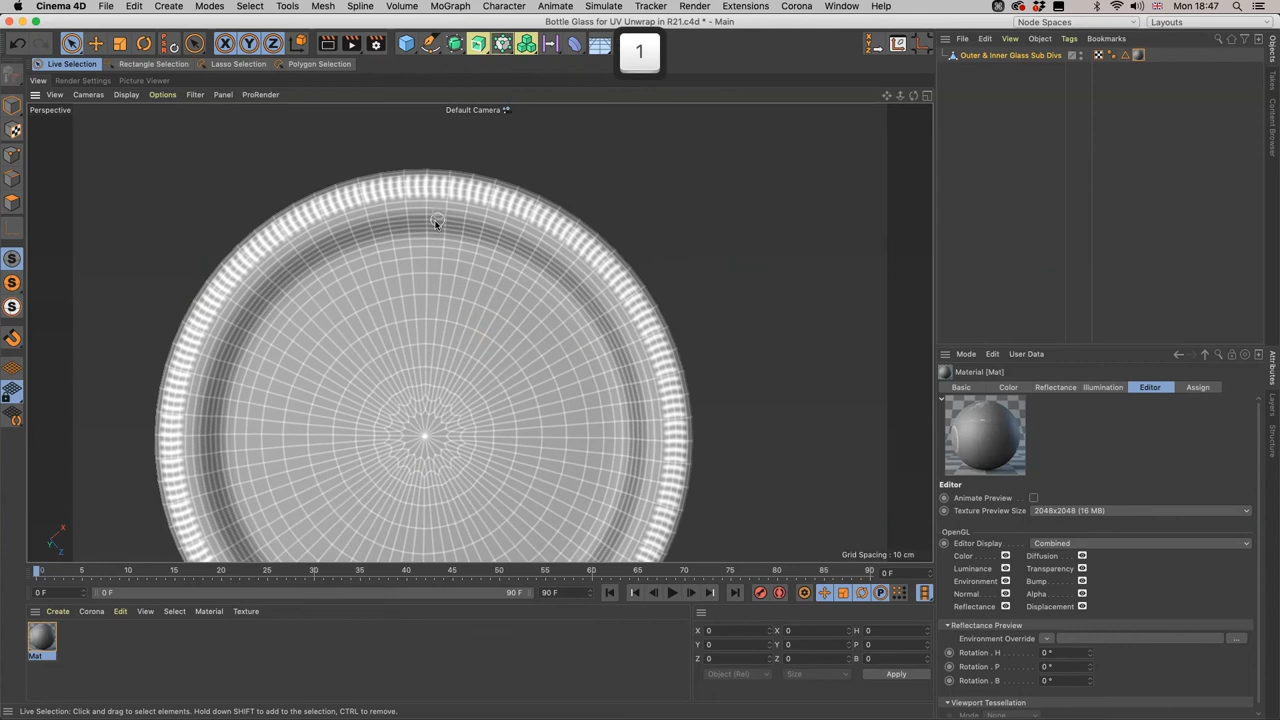 Cinema 4D File Edit Create Modes Select Tools Mesh Spline Volume MoGraph Character Animate Simulate Tracker Render Extensions Corona Window Help Mon 18:47
Bottle Glass for UV Unwrap in R21.c4d * - Main
Node Spaces Layouts
X Y Z
1
File Edit View Object Tags Bookmarks
Live Selection Rectangle Selection Lasso Selection Polygon Selection
Outer & Inner Glass Sub Divs
View Render Settings Picture Viewer
View Cameras Display Options Filter Panel ProRender
Perspective
Default Camera
Objects
Takes
Content Browser
S
S
S
Mode Edit User Data
Material [Mat]
Basic Color Reflectance Illumination Editor Assign
Attributes
Layers
Structure
Editor
Animate Preview
Texture Preview Size 2048x2048 (16 MB)
OpenGL
Editor Display Combined
Color Diffusion
Luminance Transparency
Environment Bump
Normal Alpha
Reflectance Displacement
Reflectance Preview
Environment Override ...
Rotation . H 0 °
Rotation . P 0 °
Rotation . B 0 °
Viewport Tessellation
Mode None
X
Y
Z
Grid Spacing : 10 cm
0 5 10 15 20 25 30 35 40 45 50 55 60 65 70 75 80 85 90 0 F
0 F 0 F 90 F 90 F P
Create Corona Edit View Select Material Texture
Mat
X 0 X 0 H 0
Y 0 Y 0 P 0
Z 0 Z 0 B 0
Object (Rel) Size Apply
Live Selection: Click and drag to select elements. Hold down SHIFT to add to the selection, CTRL to remove.